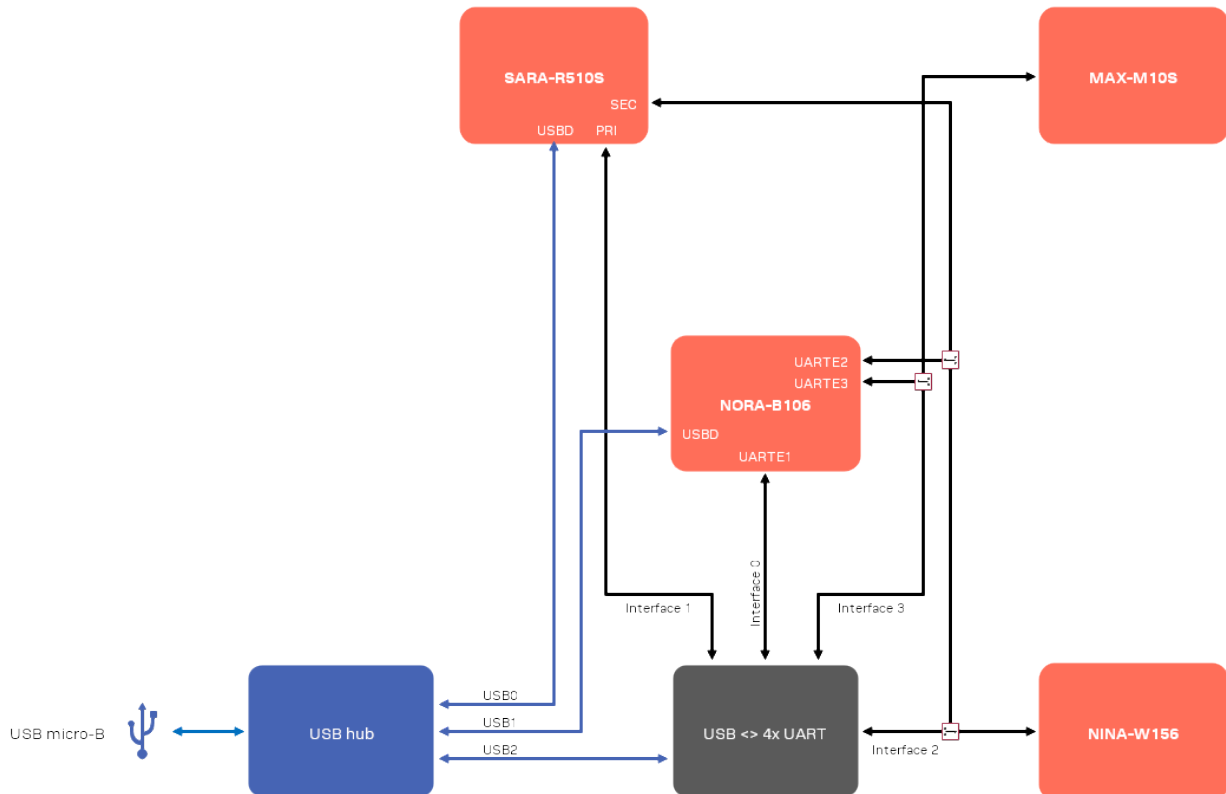 SARA-R510S
SEC
USBD PRI
MAX-M10S
UARTE2
UARTE3
NORA-B106
USBD
UARTE1
Interface 0
Interface 1
Interface 3
USB0
USB1
USB2
USB micro-B
USB hub
USB <> 4x UART
Interface 2
NINA-W156